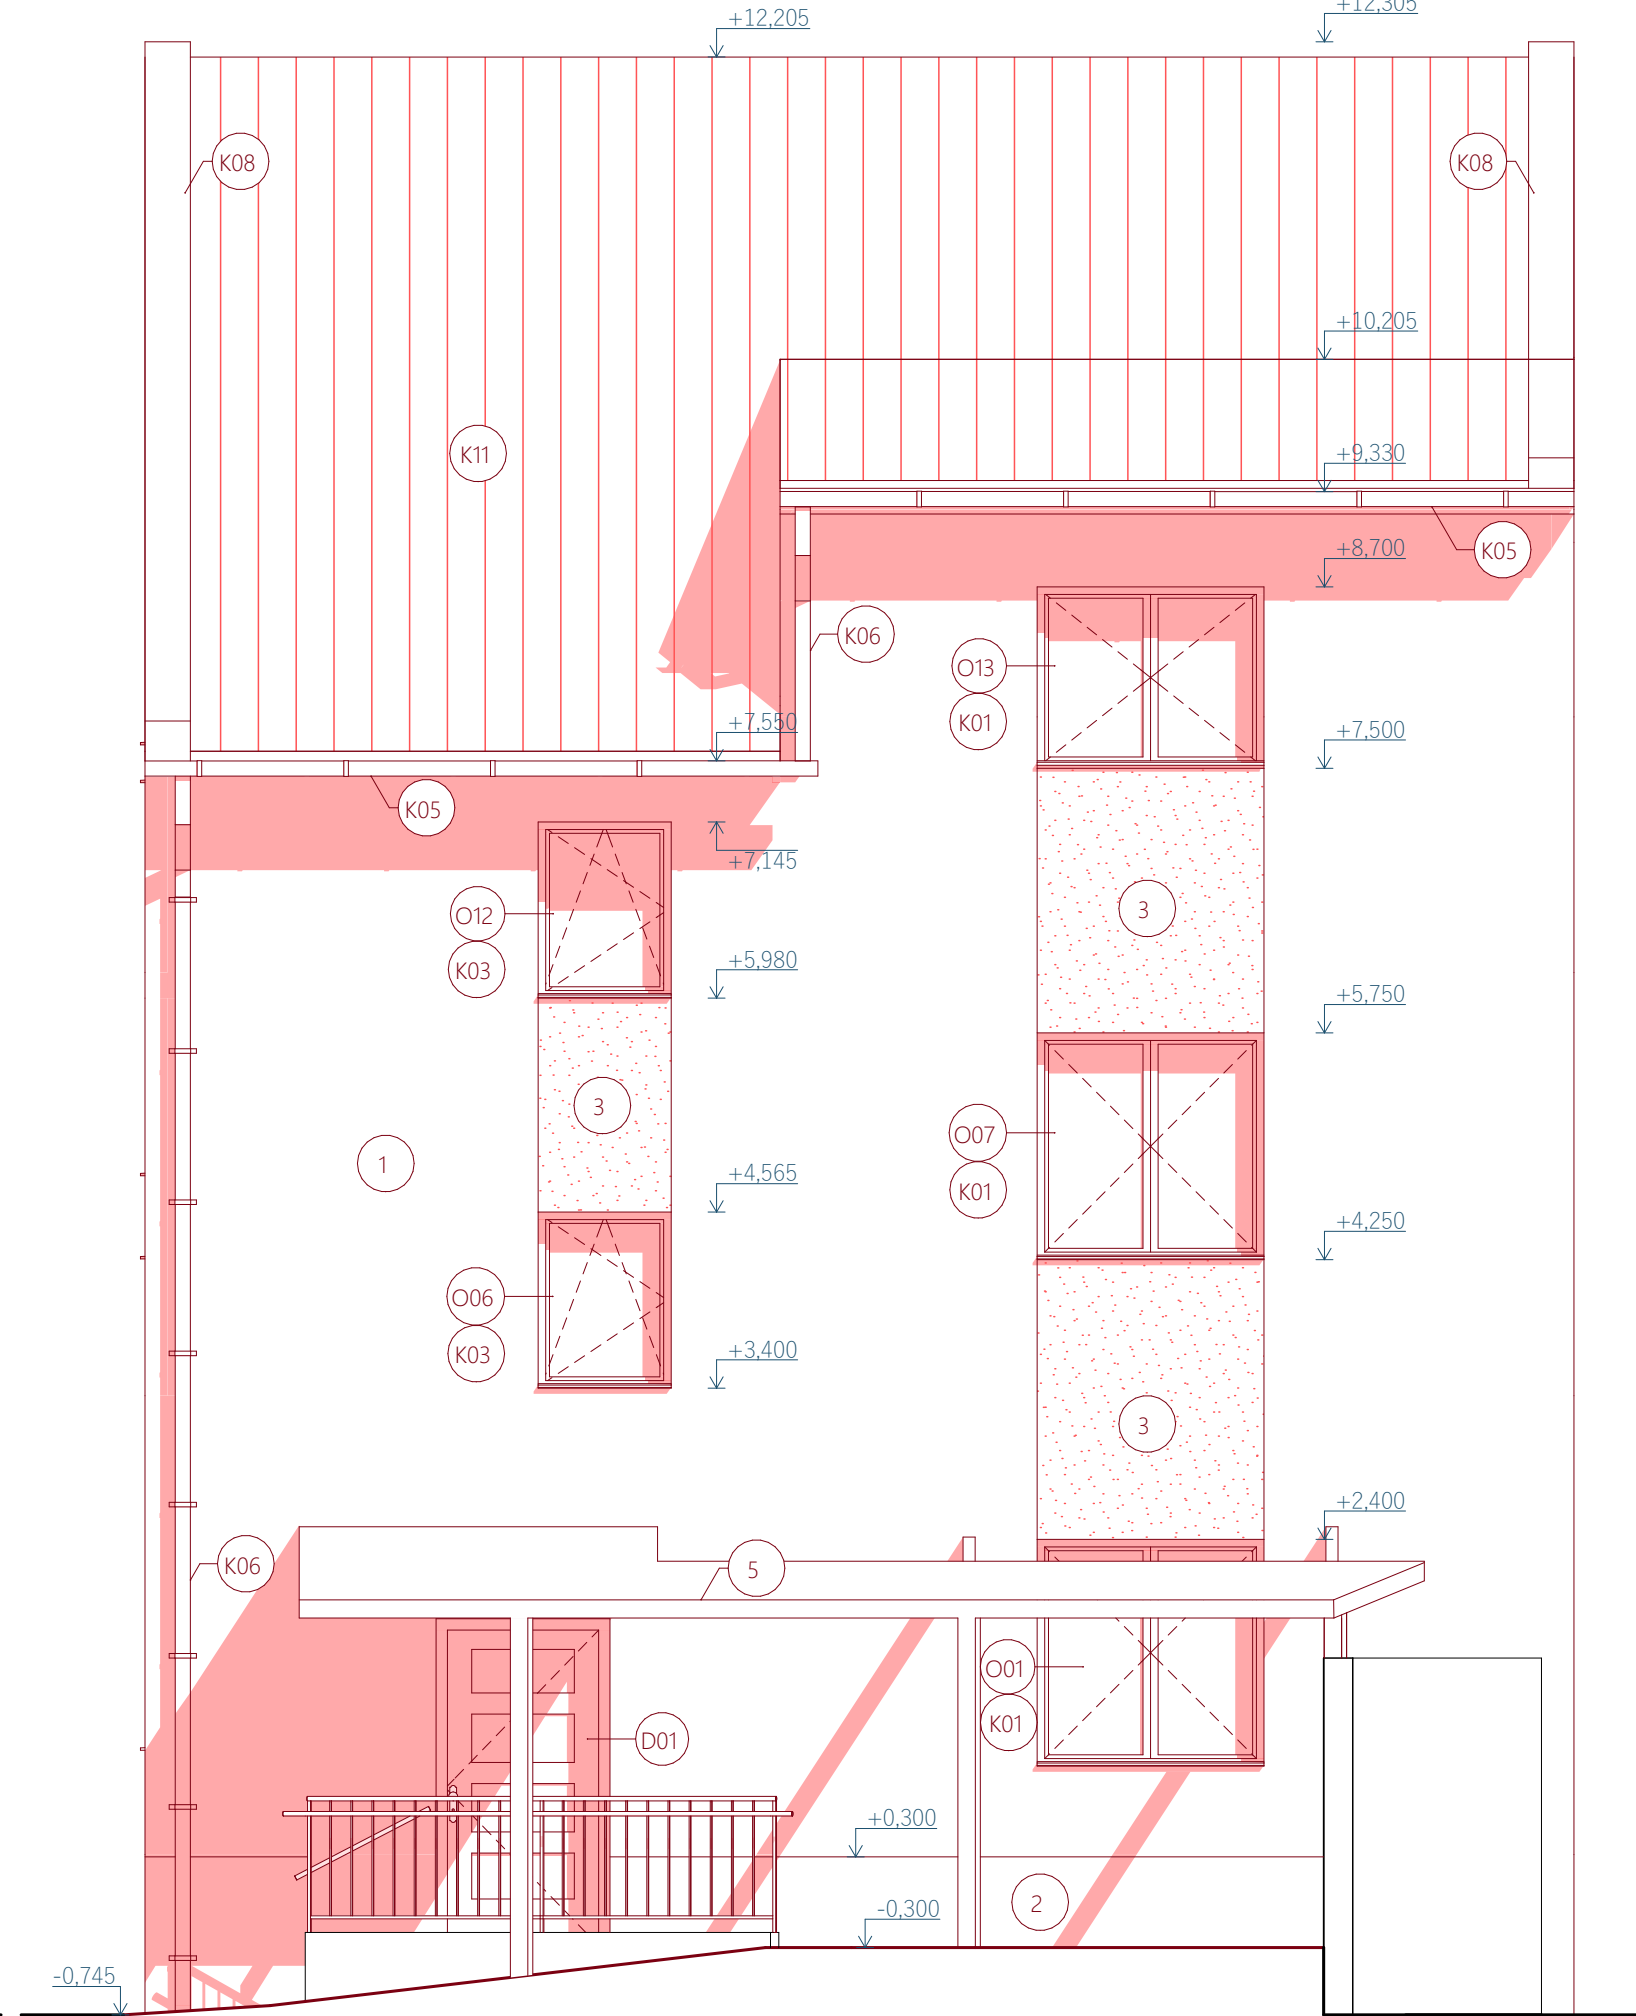 +12,205
+12,305
K08
K08
+10,205
K11
+9,330
+8,700
K05
K06
O13
K01
+7,550
+7,500
K05
+7,145
O12
3
K03
+5,980
+5,750
3
O07
1
+4,565
K01
+4,250
O06
K03
+3,400
3
+2,400
K06
5
O01
K01
D01
+0,300
2
-0,300
-0,745